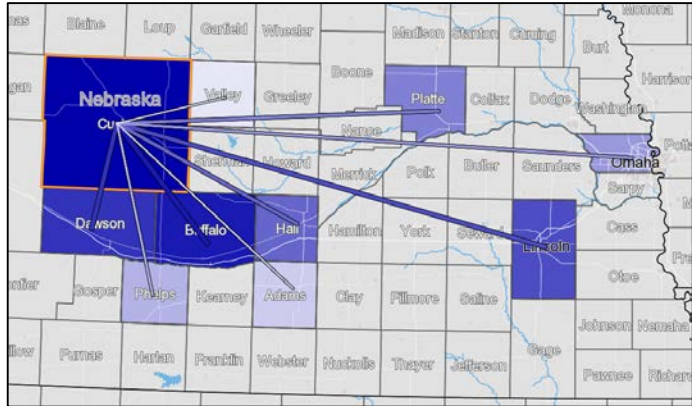 Blaine
Loup
Garfield
Wheeler
Madison
Stanton
Cuming
Burt
Monona
Harrison
Boone
Nebraska
Cu
Valley
Greeley
Platte
Colfax
Dodge
Washington
Nance
Sherman
Howard
Merrick
Polk
Butler
Saunders
Omaha
Sarpy
Dawson
Buffalo
Hall
Hamilton
York
Seward
Lincoln
Cass
Otoe
Gosper
Phelps
Kearney
Adams
Clay
Fillmore
Saline
Gage
Johnson
Nemaha
Furnas
Harlan
Franklin
Webster
Nuckolls
Thayer
Jefferson
Pawnee
Richard